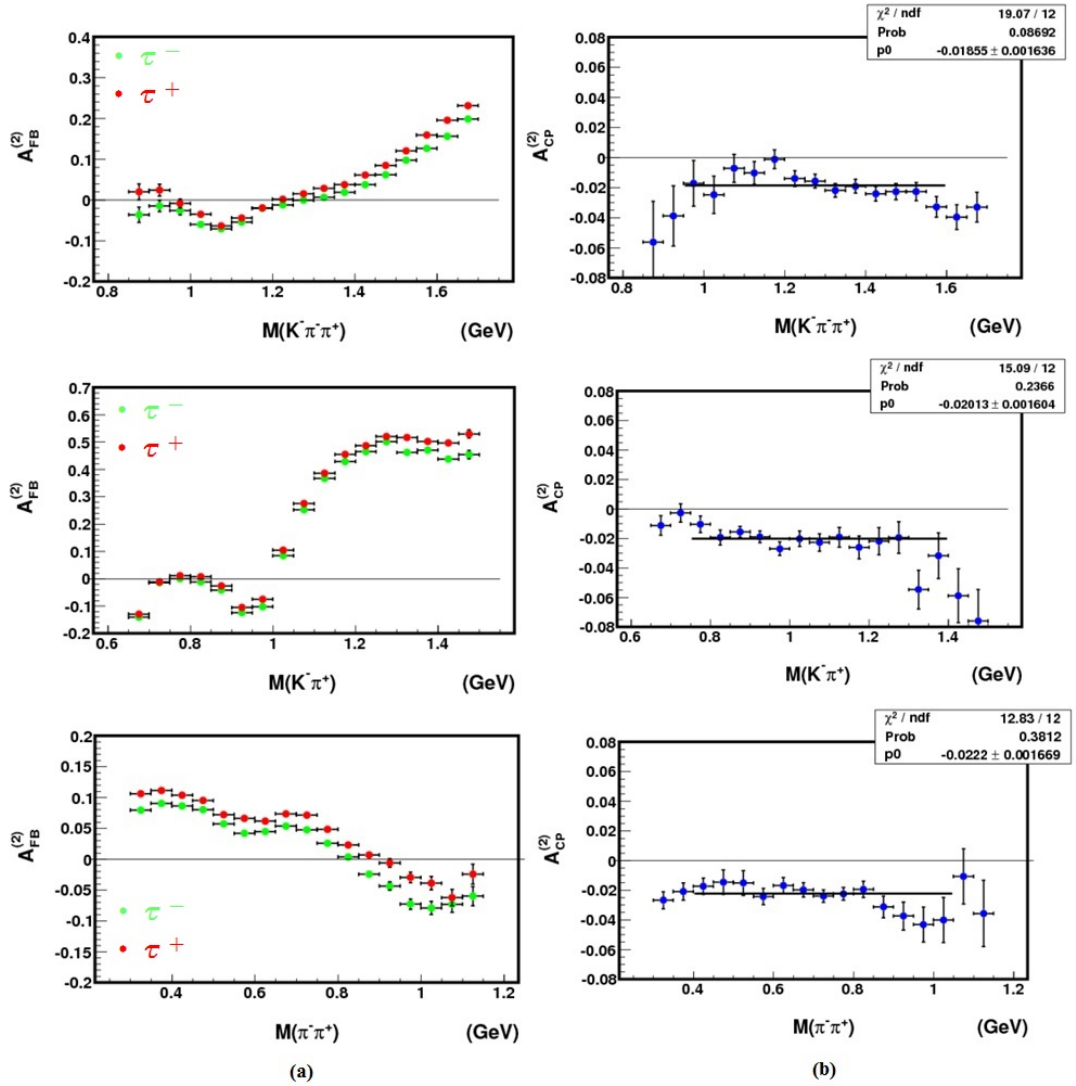 0.4
0.3
0.2
0.1
0
-0.1
-0.2
A_FB^(2)
τ⁻
τ⁺
0.8 1 1.2 1.4 1.6
M(K⁻π⁻π⁺) (GeV)
χ² / ndf 19.07 / 12
Prob 0.08692
p0 -0.01855 ± 0.001636
0.08
0.06
0.04
0.02
0
-0.02
-0.04
-0.06
-0.08
A_CP^(2)
0.8 1 1.2 1.4 1.6
M(K⁻π⁻π⁺) (GeV)
0.7
0.6
0.5
0.4
0.3
0.2
0.1
0
-0.1
-0.2
A_FB^(2)
τ⁻
τ⁺
0.6 0.8 1 1.2 1.4
M(K⁻π⁺) (GeV)
χ² / ndf 15.09 / 12
Prob 0.2366
p0 -0.02013 ± 0.001604
0.08
0.06
0.04
0.02
0
-0.02
-0.04
-0.06
-0.08
A_CP^(2)
0.6 0.8 1 1.2 1.4
M(K⁻π⁺) (GeV)
0.2
0.15
0.1
0.05
0
-0.05
-0.1
-0.15
-0.2
A_FB^(2)
τ⁻
τ⁺
0.4 0.6 0.8 1 1.2
M(π⁻π⁺) (GeV)
χ² / ndf 12.83 / 12
Prob 0.3812
p0 -0.0222 ± 0.001669
0.08
0.06
0.04
0.02
0
-0.02
-0.04
-0.06
-0.08
A_CP^(2)
0.4 0.6 0.8 1 1.2
M(π⁻π⁺) (GeV)
(a) (b)